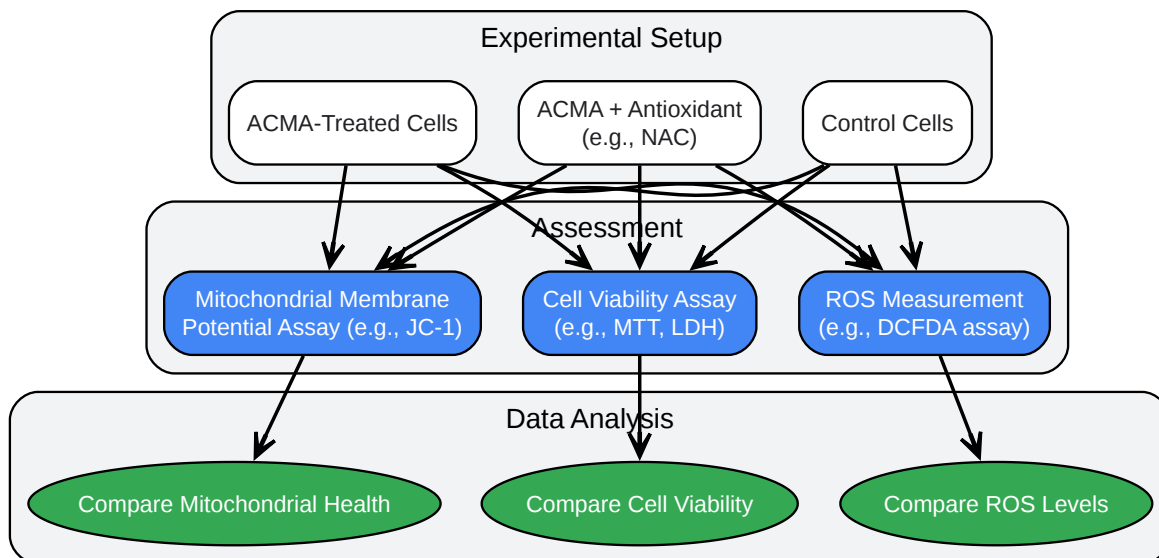 Experimental Setup
ACMA-Treated Cells
ACMA + Antioxidant
(e.g., NAC)
Control Cells
Assessment
Mitochondrial Membrane
Potential Assay (e.g., JC-1)
Cell Viability Assay
(e.g., MTT, LDH)
ROS Measurement
(e.g., DCFDA assay)
Data Analysis
Compare Mitochondrial Health
Compare Cell Viability
Compare ROS Levels